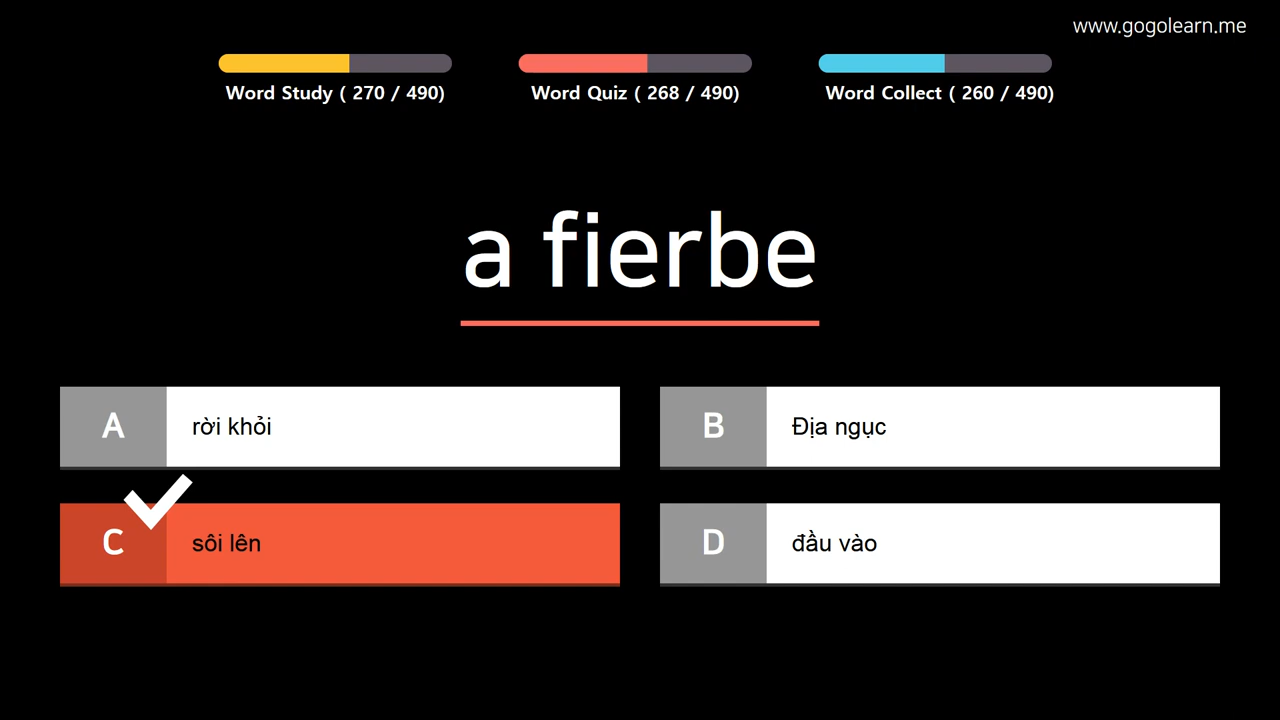 www.gogolearn.me
Word Study ( 270 / 490)
Word Quiz ( 268 / 490)
Word Collect ( 260 / 490)
a fierbe
A
rời khỏi
B
Địa ngục
C
sôi lên
D
đầu vào